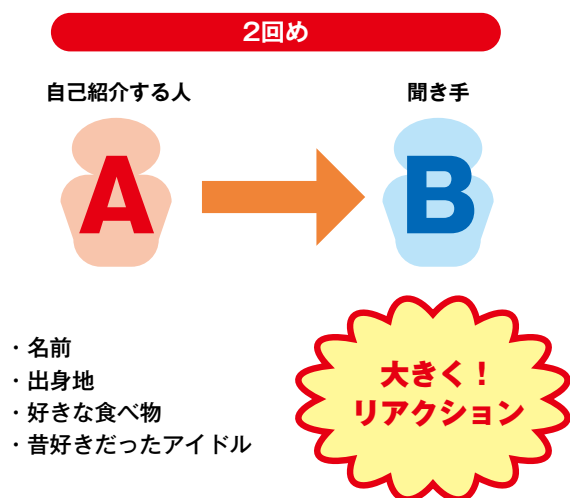 2回め
自己紹介する人
聞き手
A
B
・名前
・出身地
・好きな食べ物
・昔好きだったアイドル
大きく！
リアクション